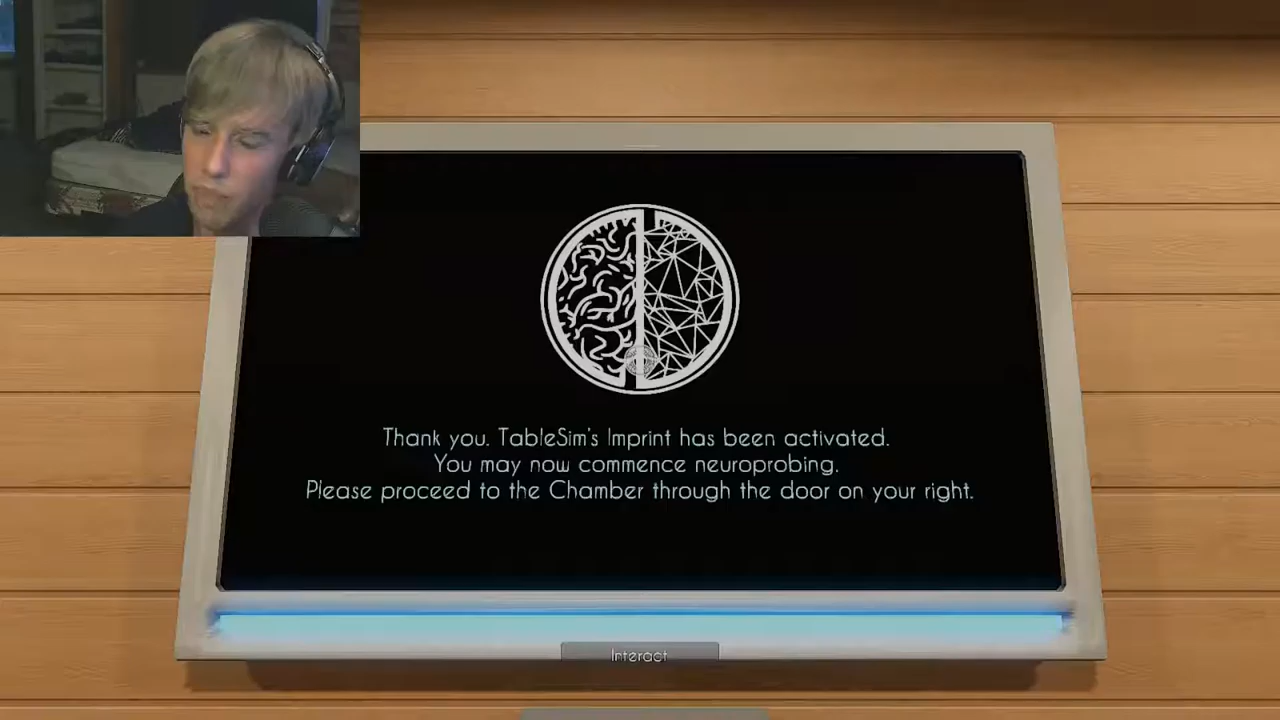 Thank you. TableSim's Imprint has been activated.
You may now commence neuroprobing.
Please proceed to the Chamber through the door on your right.
Interact